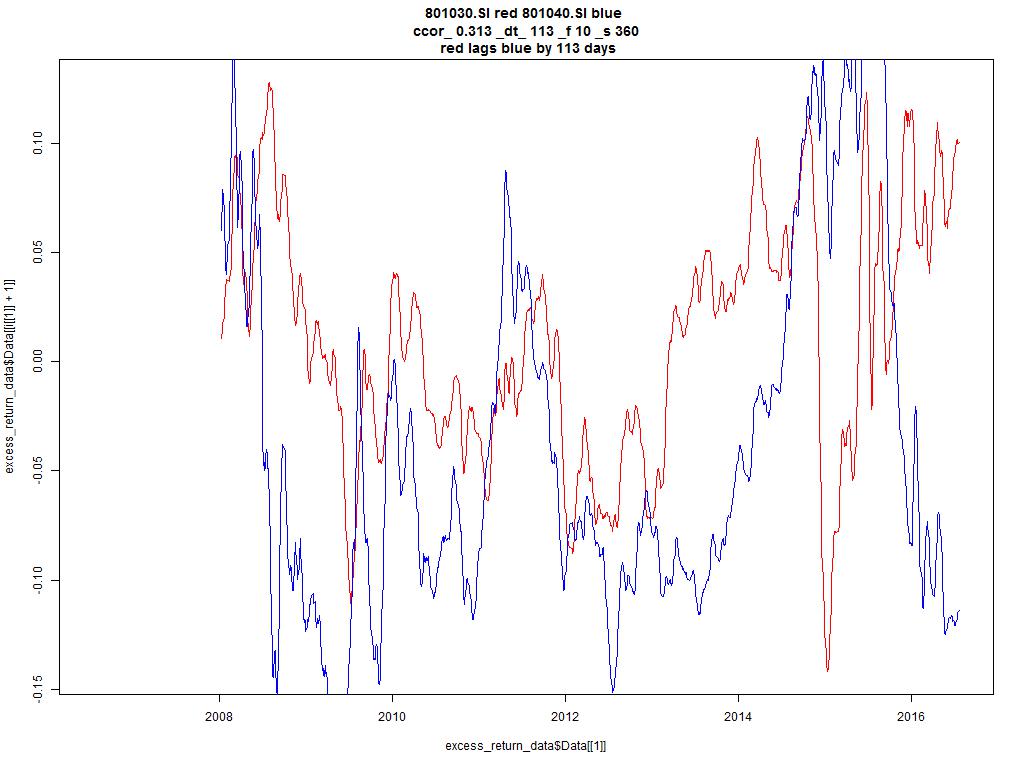 801030.SI red 801040.SI blue
ccor_ 0.313 _dt_ 113 _f 10 _s 360
red lags blue by 113 days
excess_return_data$Data[[i[[1]] + 1]]
0.10
0.05
0.00
-0.05
-0.10
-0.15
2008 2010 2012 2014 2016
excess_return_data$Data[[1]]